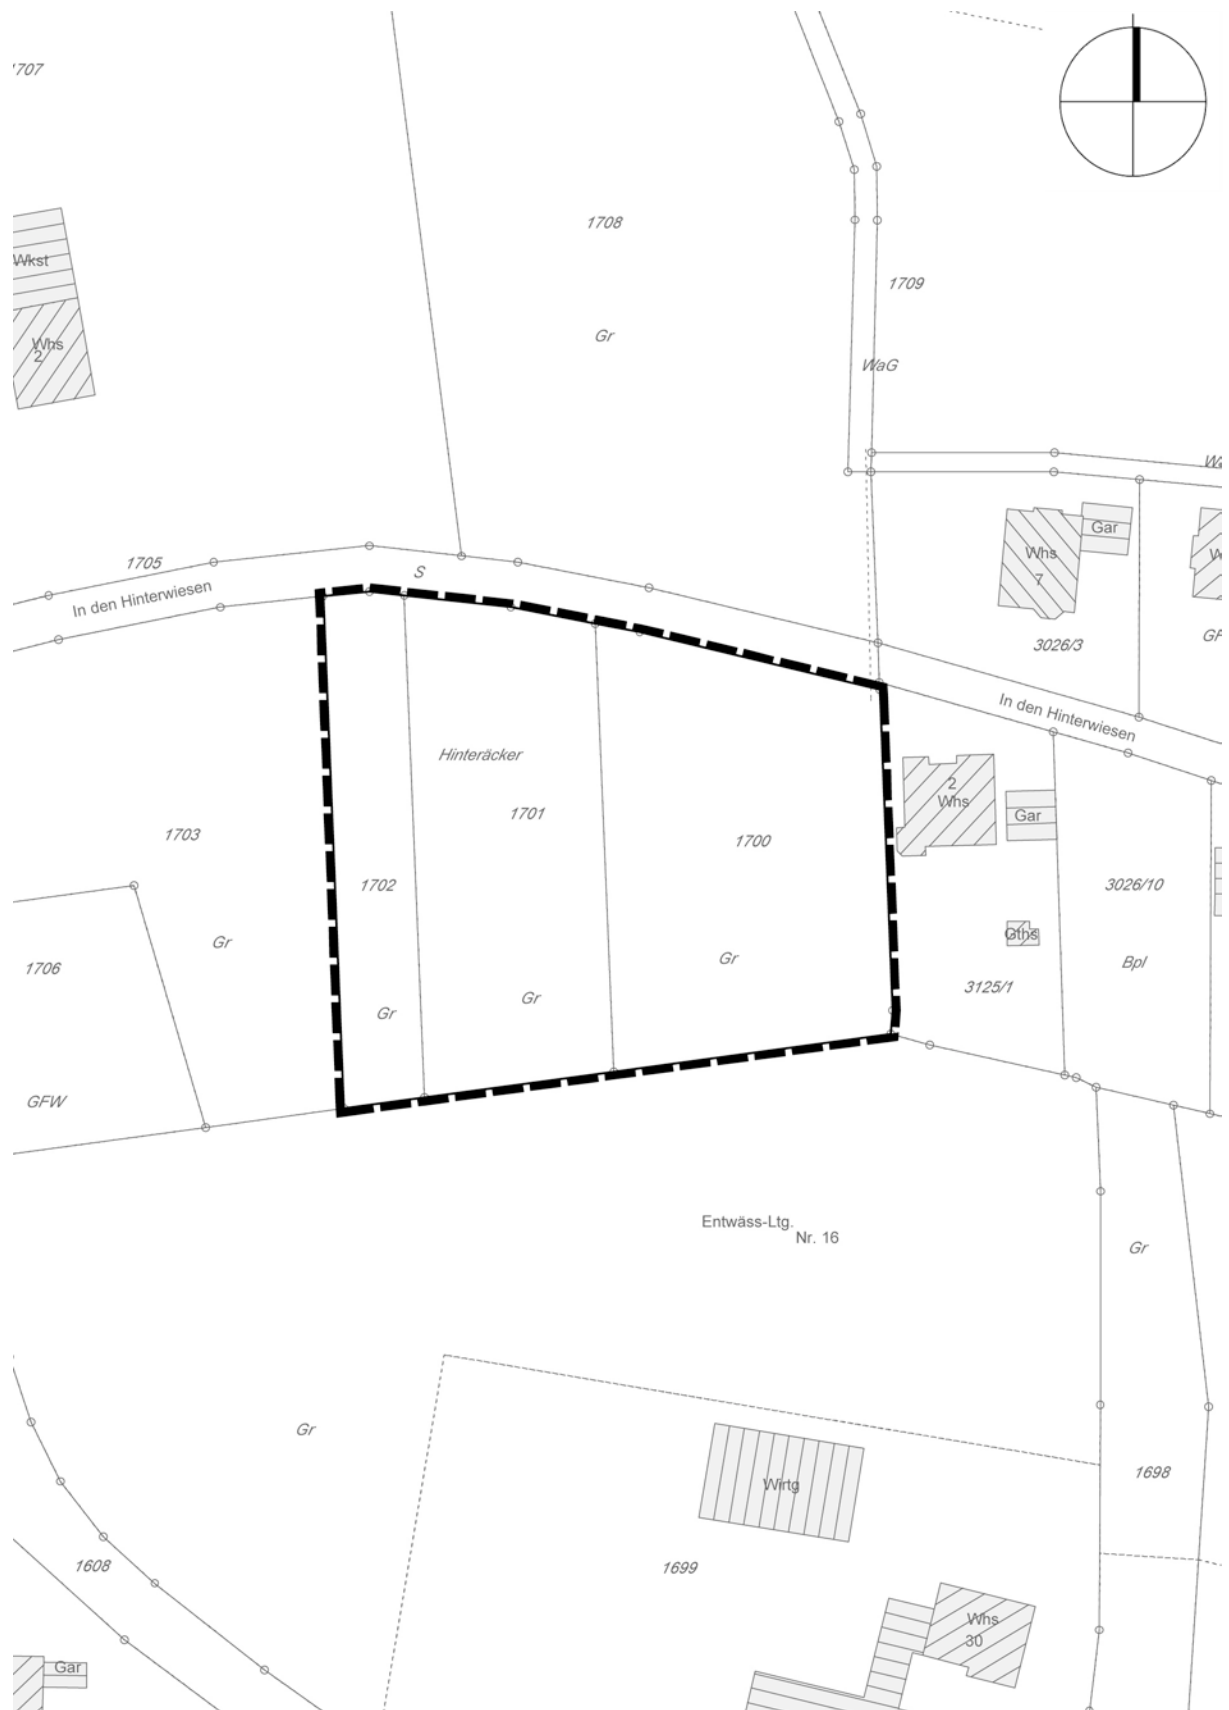 1707
1708
Wkst
1709
Gr
Whs
2
WaG
Gar
Whs
7
1705
S
In den Hinterwiesen
3026/3
In den Hinterwiesen
Hinteräcker
2
Whs
1701
Gar
1703
1700
1702
3026/10
Gths
Gr
Gr
Bpl
1706
3125/1
Gr
Gr
GFW
Entwäss-Ltg.
Nr. 16
Gr
Gr
1698
Wirtg
1699
1608
Whs
30
Gar